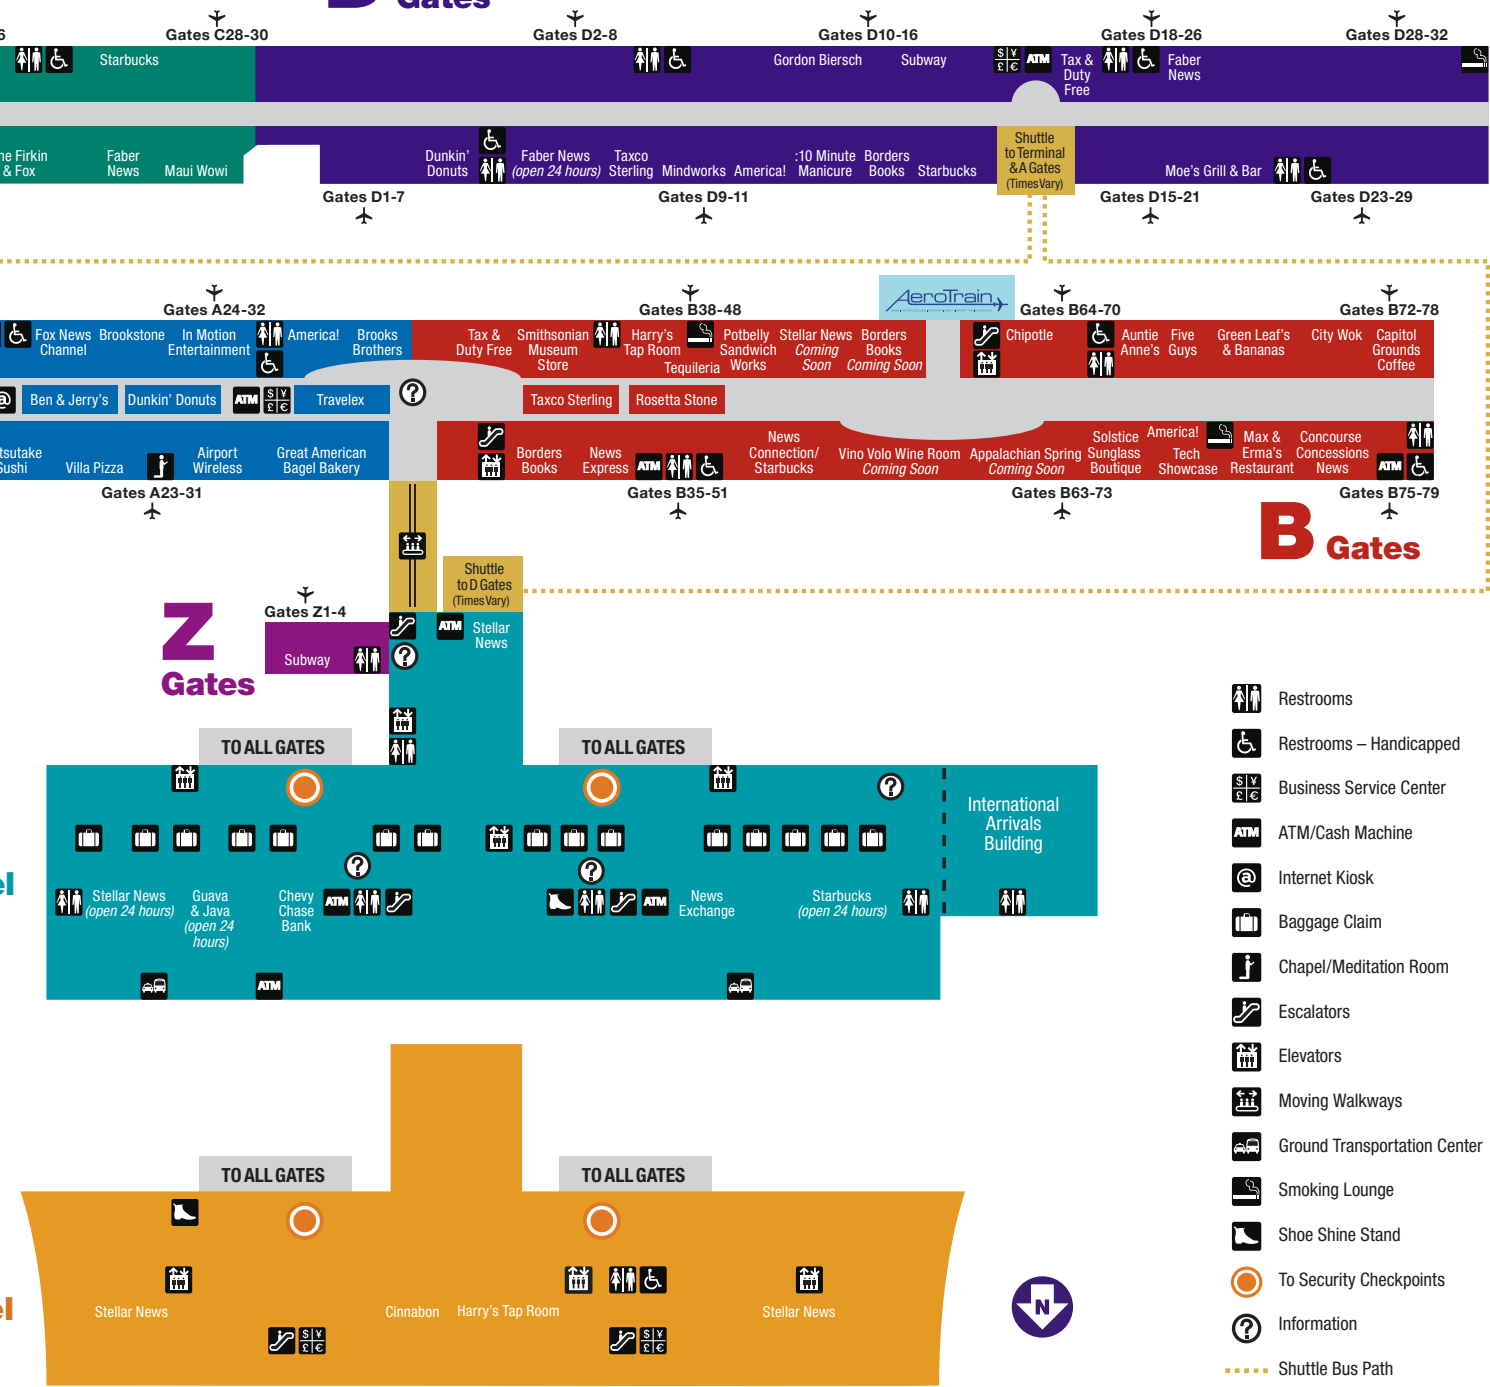 D Gates
6
Gates C28-30
Gates D2-8
Gates D10-16
Gates D18-26
Gates D28-32
Starbucks
Gordon Biersch
Subway
$ ¥
£ €
ATM
Tax &
Duty
Free
Faber
News
ne Firkin
& Fox
Faber
News
Maui Wowi
Dunkin'
Donuts
Faber News
(open 24 hours)
Taxco
Sterling
Mindworks
America!
:10 Minute
Manicure
Borders
Books
Starbucks
Shuttle
to Terminal
& A Gates
(Times Vary)
Moe's Grill & Bar
Gates D1-7
Gates D9-11
Gates D15-21
Gates D23-29
AeroTrain
Gates A24-32
Gates B38-48
Gates B64-70
Gates B72-78
Fox News
Channel
Brookstone
In Motion
Entertainment
America!
Brooks
Brothers
Tax &
Duty Free
Smithsonian
Museum
Store
Harry's
Tap Room
Tequileria
Potbelly
Sandwich
Works
Stellar News
Coming
Soon
Borders
Books
Coming Soon
Chipotle
Auntie
Anne's
Five
Guys
Green Leaf's
& Bananas
City Wok
Capitol
Grounds
Coffee
@
Ben & Jerry's
Dunkin' Donuts
ATM
$ ¥
£ €
Travelex
?
Taxco Sterling
Rosetta Stone
tsutake
Sushi
Villa Pizza
Airport
Wireless
Great American
Bagel Bakery
Borders
Books
News
Express
ATM
News
Connection/
Starbucks
Vino Volo Wine Room
Coming Soon
Appalachian Spring
Coming Soon
Solstice
Sunglass
Boutique
America!
Tech
Showcase
Max &
Erma's
Restaurant
Concourse
Concessions
News
ATM
Gates A23-31
Gates B35-51
Gates B63-73
Gates B75-79
B Gates
Shuttle
to D Gates
(Times Vary)
Z
Gates
Gates Z1-4
Subway
?
ATM
Stellar
News
TO ALL GATES
TO ALL GATES
?
International
Arrivals
Building
?
?
el
Stellar News
(open 24 hours)
Guava
& Java
(open 24
hours)
Chevy
Chase
Bank
ATM
ATM
News
Exchange
Starbucks
(open 24 hours)
ATM
TO ALL GATES
TO ALL GATES
el
Stellar News
Cinnabon
Harry's Tap Room
Stellar News
$ ¥
£ €
$ ¥
£ €
N
Restrooms
Restrooms – Handicapped
$ ¥
£ €
Business Service Center
ATM
ATM/Cash Machine
@
Internet Kiosk
Baggage Claim
Chapel/Meditation Room
Escalators
Elevators
Moving Walkways
Ground Transportation Center
Smoking Lounge
Shoe Shine Stand
To Security Checkpoints
?
Information
Shuttle Bus Path